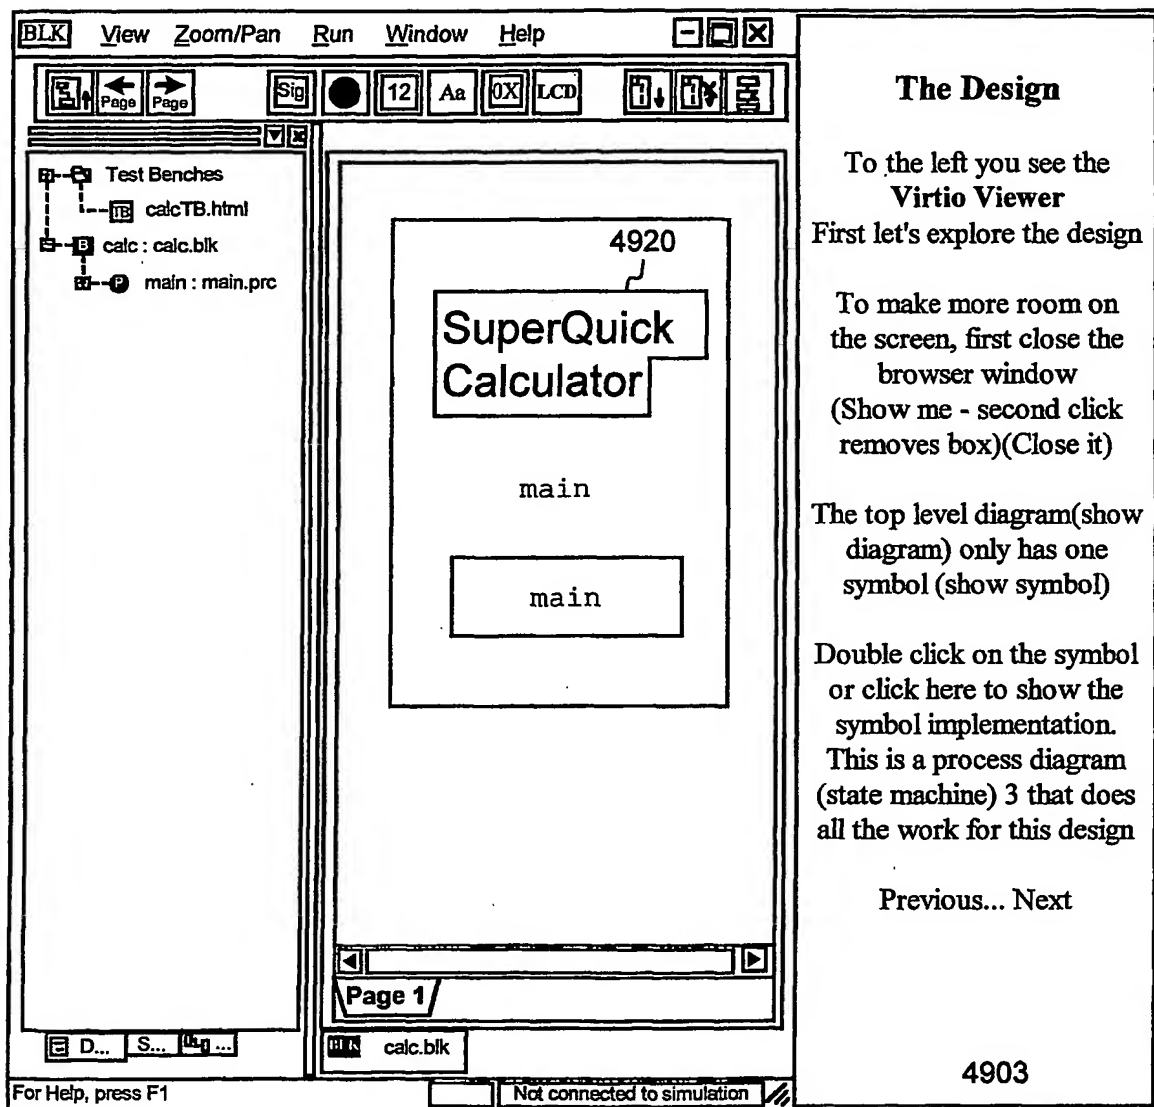 BLK View Zoom/Pan Run Window Help
Page Page Sig 12 Aa 0X LCD
Test Benches
TB calcTB.html
B calc : calc.blk
P main : main.prc
4920
SuperQuick
Calculator
main
main
Page 1
D... S... ...
BLK calc.blk
For Help, press F1
Not connected to simulation
The Design
To the left you see the
Virtio Viewer
First let's explore the design
To make more room on
the screen, first close the
browser window
(Show me - second click
removes box)(Close it)
The top level diagram(show
diagram) only has one
symbol (show symbol)
Double click on the symbol
or click here to show the
symbol implementation.
This is a process diagram
(state machine) 3 that does
all the work for this design
Previous... Next
4903